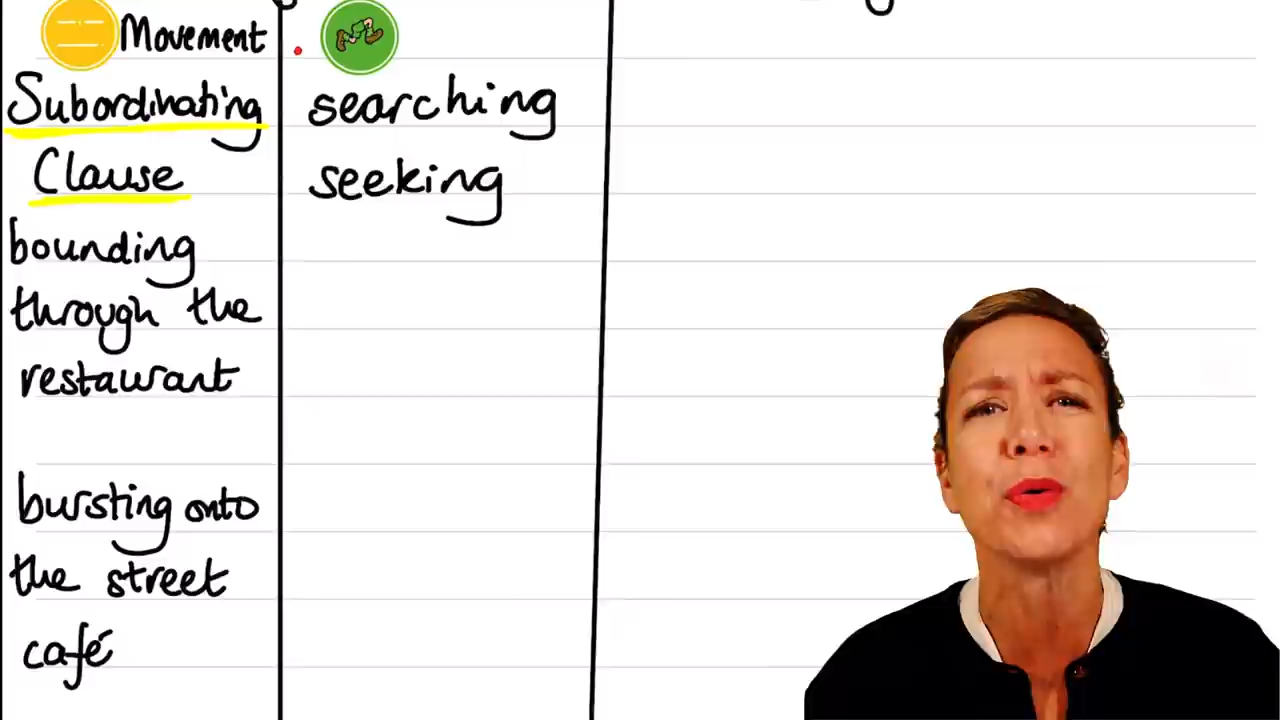 Movement
Subordinating
Clause
bounding
through the
restaurant
bursting onto
the street
café
searching
seeking